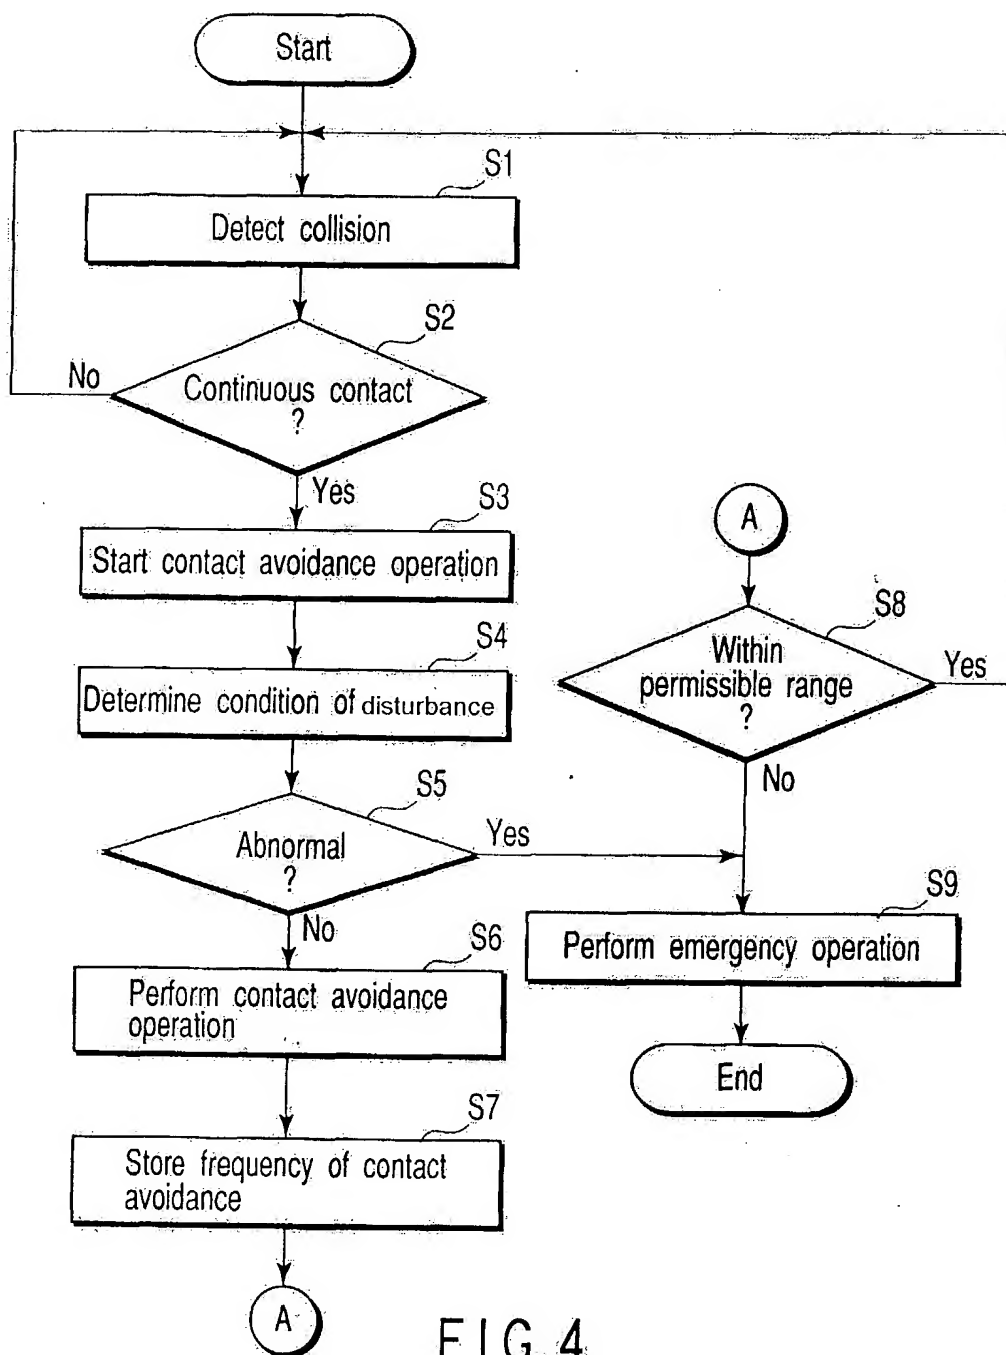 Start
S1
Detect collision
S2
No
Continuous contact
?
Yes
S3
Start contact avoidance operation
S4
Determine condition of disturbance
S5
Abnormal
?
Yes
No
S6
Perform contact avoidance
operation
S7
Store frequency of contact
avoidance
A
A
S8
Within
permissible range
?
Yes
No
S9
Perform emergency operation
End
FIG. 4